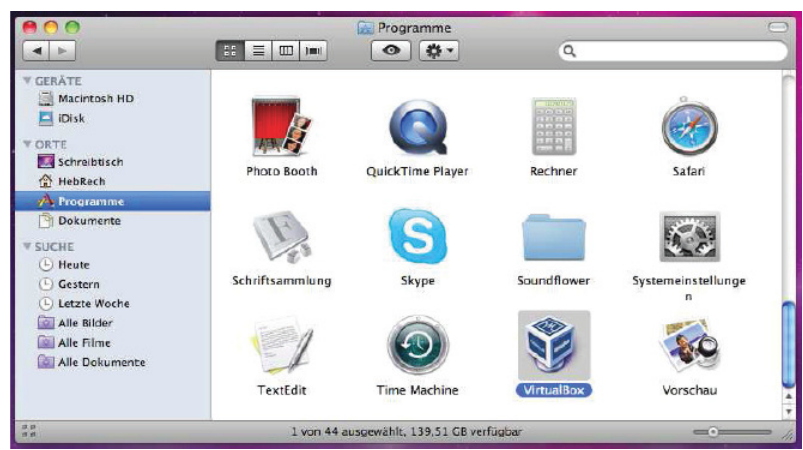 Programme
GERÄTE
Macintosh HD
iDisk
ORTE
Schreibtisch
HebRech
Programme
Dokumente
SUCHE
Heute
Gestern
Letzte Woche
Alle Bilder
Alle Filme
Alle Dokumente
Photo Booth
QuickTime Player
Rechner
Safari
Schriftsammlung
Skype
Soundflower
Systemeinstellunge
n
TextEdit
Time Machine
VirtualBox
Vorschau
1 von 44 ausgewählt, 139,51 GB verfügbar